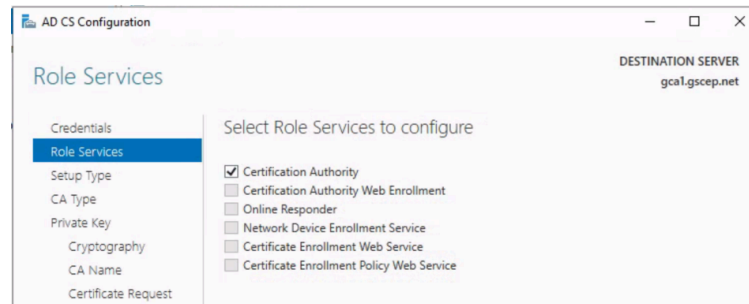 AD CS Configuration
DESTINATION SERVER
gca1.gscep.net
Role Services
Credentials
Role Services
Setup Type
CA Type
Private Key
Cryptography
CA Name
Certificate Request
Select Role Services to configure
Certification Authority
Certification Authority Web Enrollment
Online Responder
Network Device Enrollment Service
Certificate Enrollment Web Service
Certificate Enrollment Policy Web Service